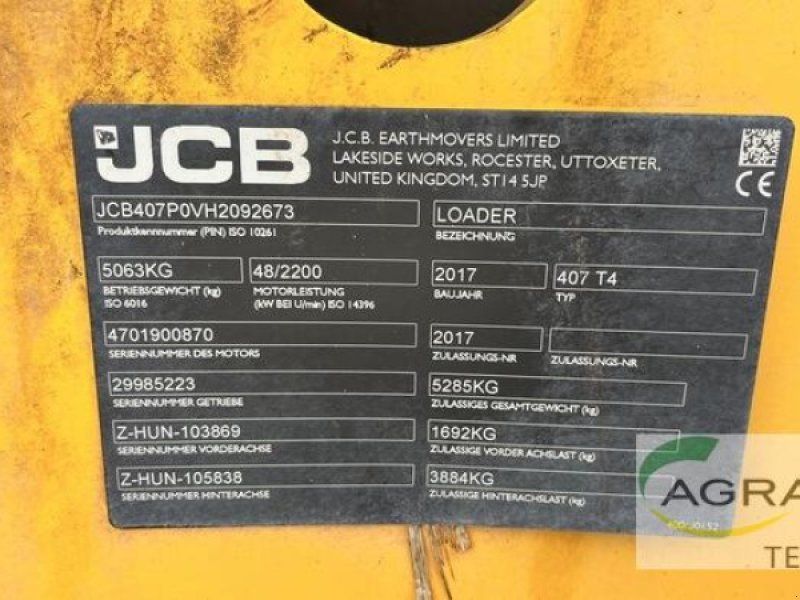 JCB
J.C.B. EARTHMOVERS LIMITED
LAKESIDE WORKS, ROCESTER, UTTOXETER,
UNITED KINGDOM, ST14 5JP
CE
JCB407P0VH2092673
Produktkennnummer (PIN) ISO 10261
LOADER
BEZEICHNUNG
5063KG
BETRIEBSGEWICHT (kg)
ISO 6016
48/2200
MOTORLEISTUNG
(kW BEI U/min) ISO 14396
2017
BAUJAHR
407 T4
TYP
4701900870
SERIENNUMMER DES MOTORS
2017
ZULASSUNGS-NR
ZULASSUNGS-NR
29985223
SERIENNUMMER GETRIEBE
5285KG
ZULASSIGES GESAMTGEWICHT (kg)
Z-HUN-103869
SERIENNUMMER VORDERACHSE
1692KG
ZULASSIGE VORDER ACHSLAST (kg)
Z-HUN-105838
SERIENNUMMER HINTERACHSE
3884KG
ZULASSIGE HINTERACHSLAST (kg)
AGRA
TE